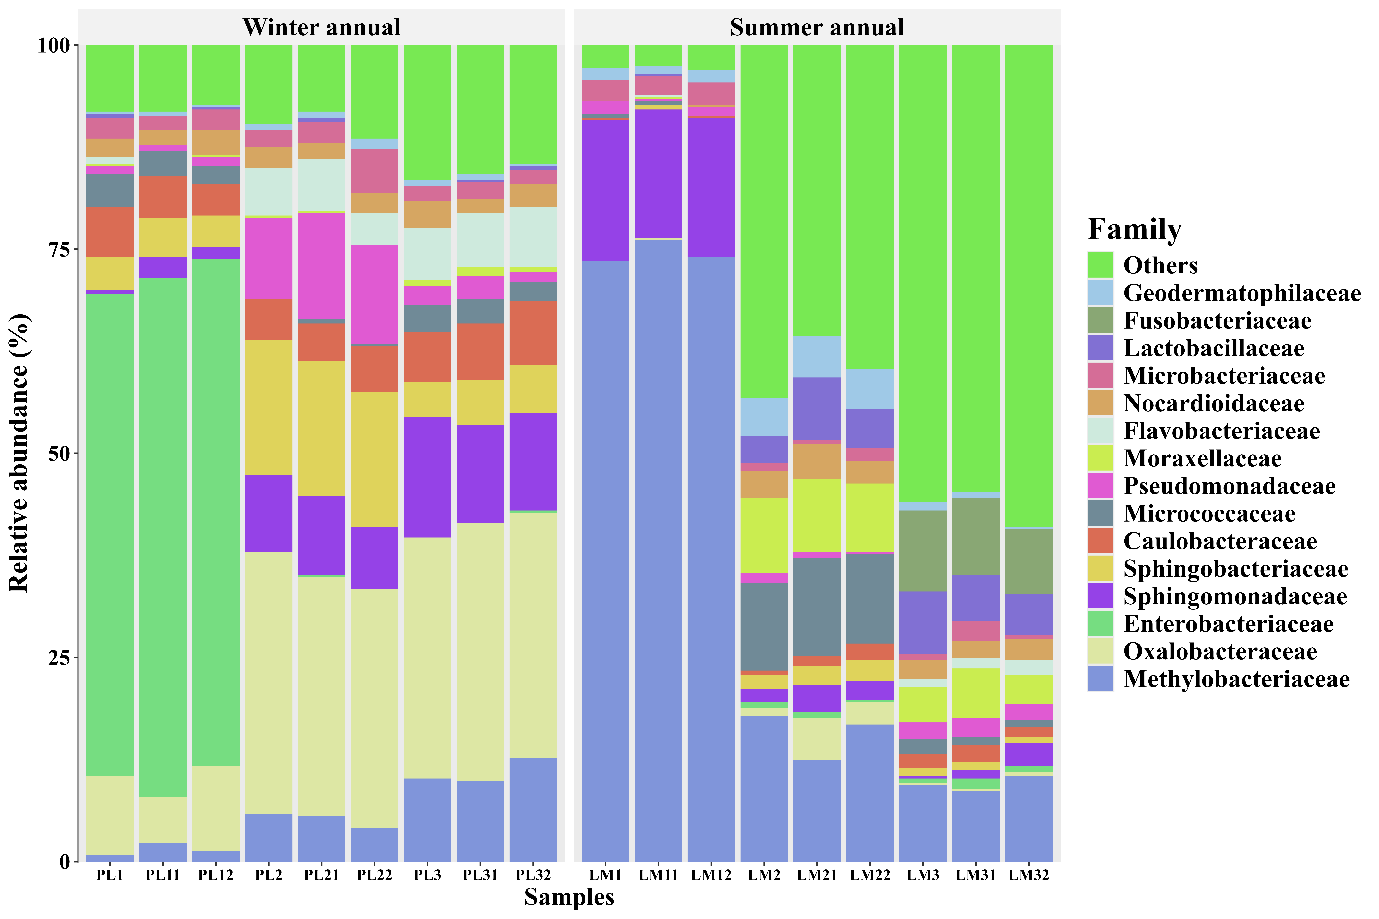 Winter annual
Summer annual
100
75
50
25
0
Relative abundance (%)
PL1 PL11 PL12 PL2 PL21 PL22 PL3 PL31 PL32
LM1 LM11 LM12 LM2 LM21 LM22 LM3 LM31 LM32
Samples
Family
Others
Geodermatophilaceae
Fusobacteriaceae
Lactobacillaceae
Microbacteriaceae
Nocardioidaceae
Flavobacteriaceae
Moraxellaceae
Pseudomonadaceae
Micrococcaceae
Caulobacteraceae
Sphingobacteriaceae
Sphingomonadaceae
Enterobacteriaceae
Oxalobacteraceae
Methylobacteriaceae